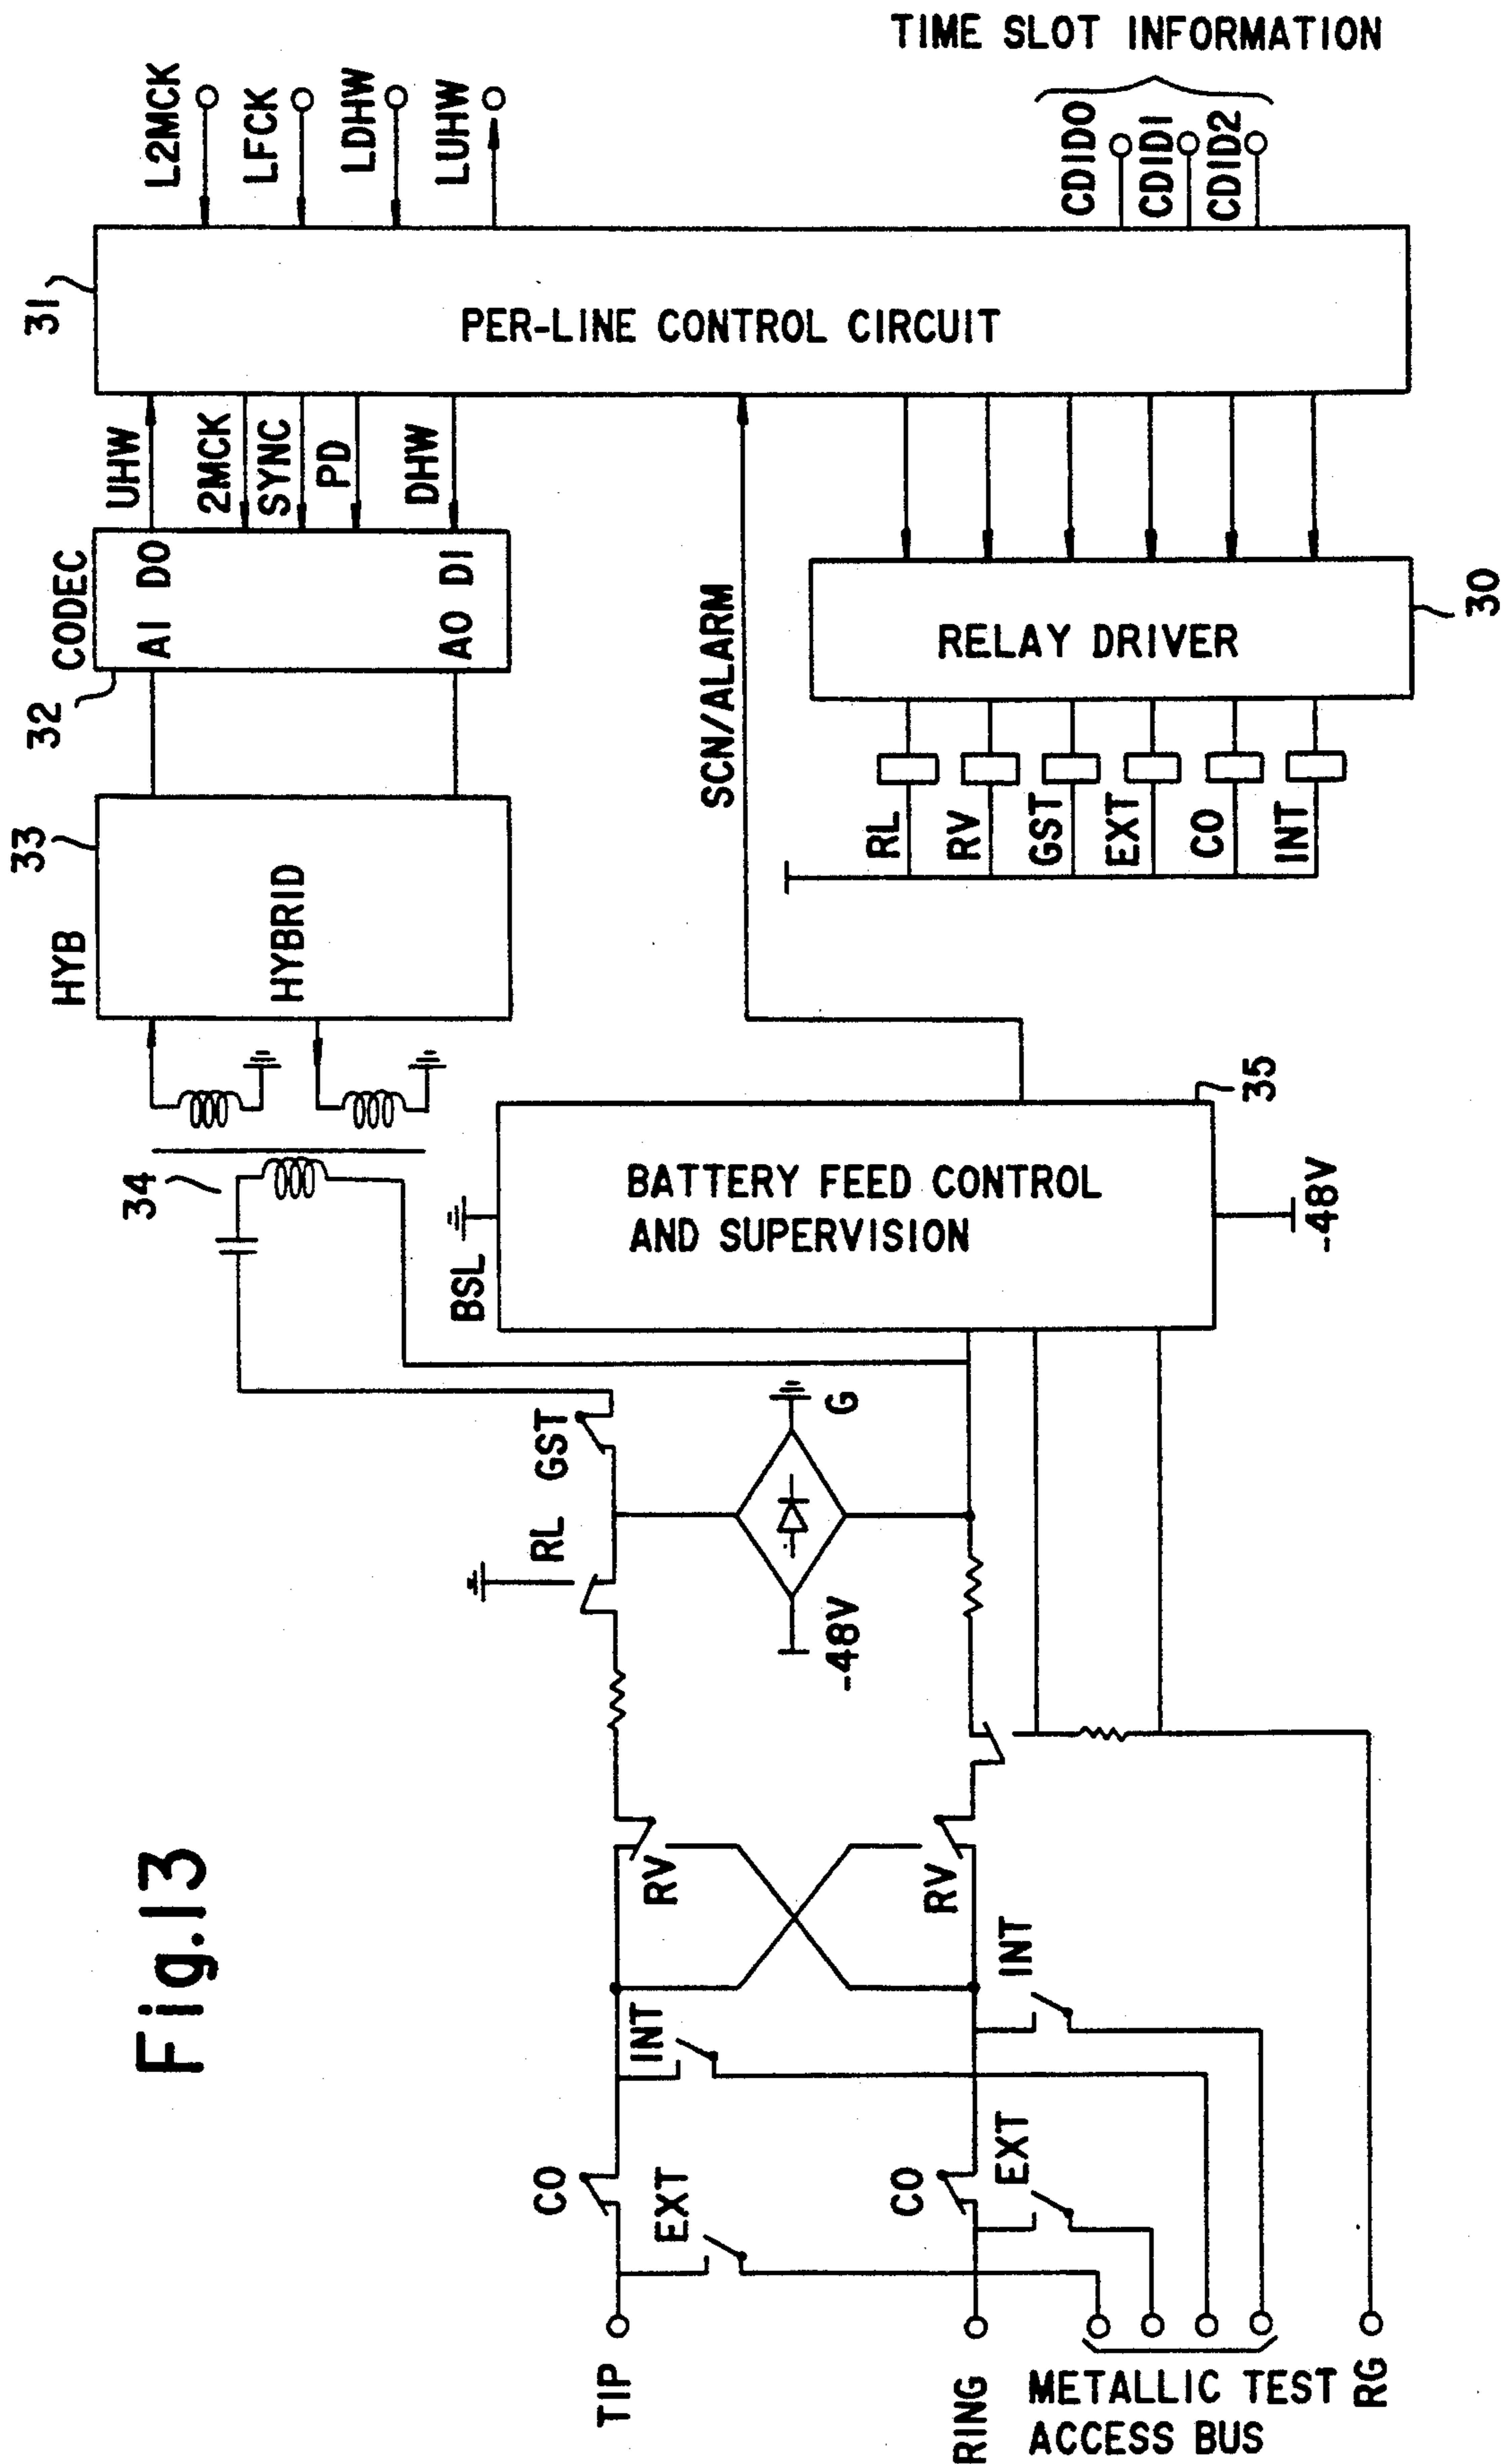 Fig.13
TIME SLOT INFORMATION
L2MCK
LFCK
LDHW
LUHW
CDID0
CDID1
CDID2
31
PER-LINE CONTROL CIRCUIT
UHW
2MCK
SYNC
PD
DHW
CODEC
AI DO
AO DI
32
SCN/ALARM
RELAY DRIVER
30
33
HYB
HYBRID
RL
RV
GST
EXT
CO
INT
34
BSL
BATTERY FEED CONTROL
AND SUPERVISION
35
-48V
GST
RL
G
-48V
RV
RV
INT
INT
CO
EXT
CO
EXT
TIP
RING
METALLIC TEST
ACCESS BUS
RG